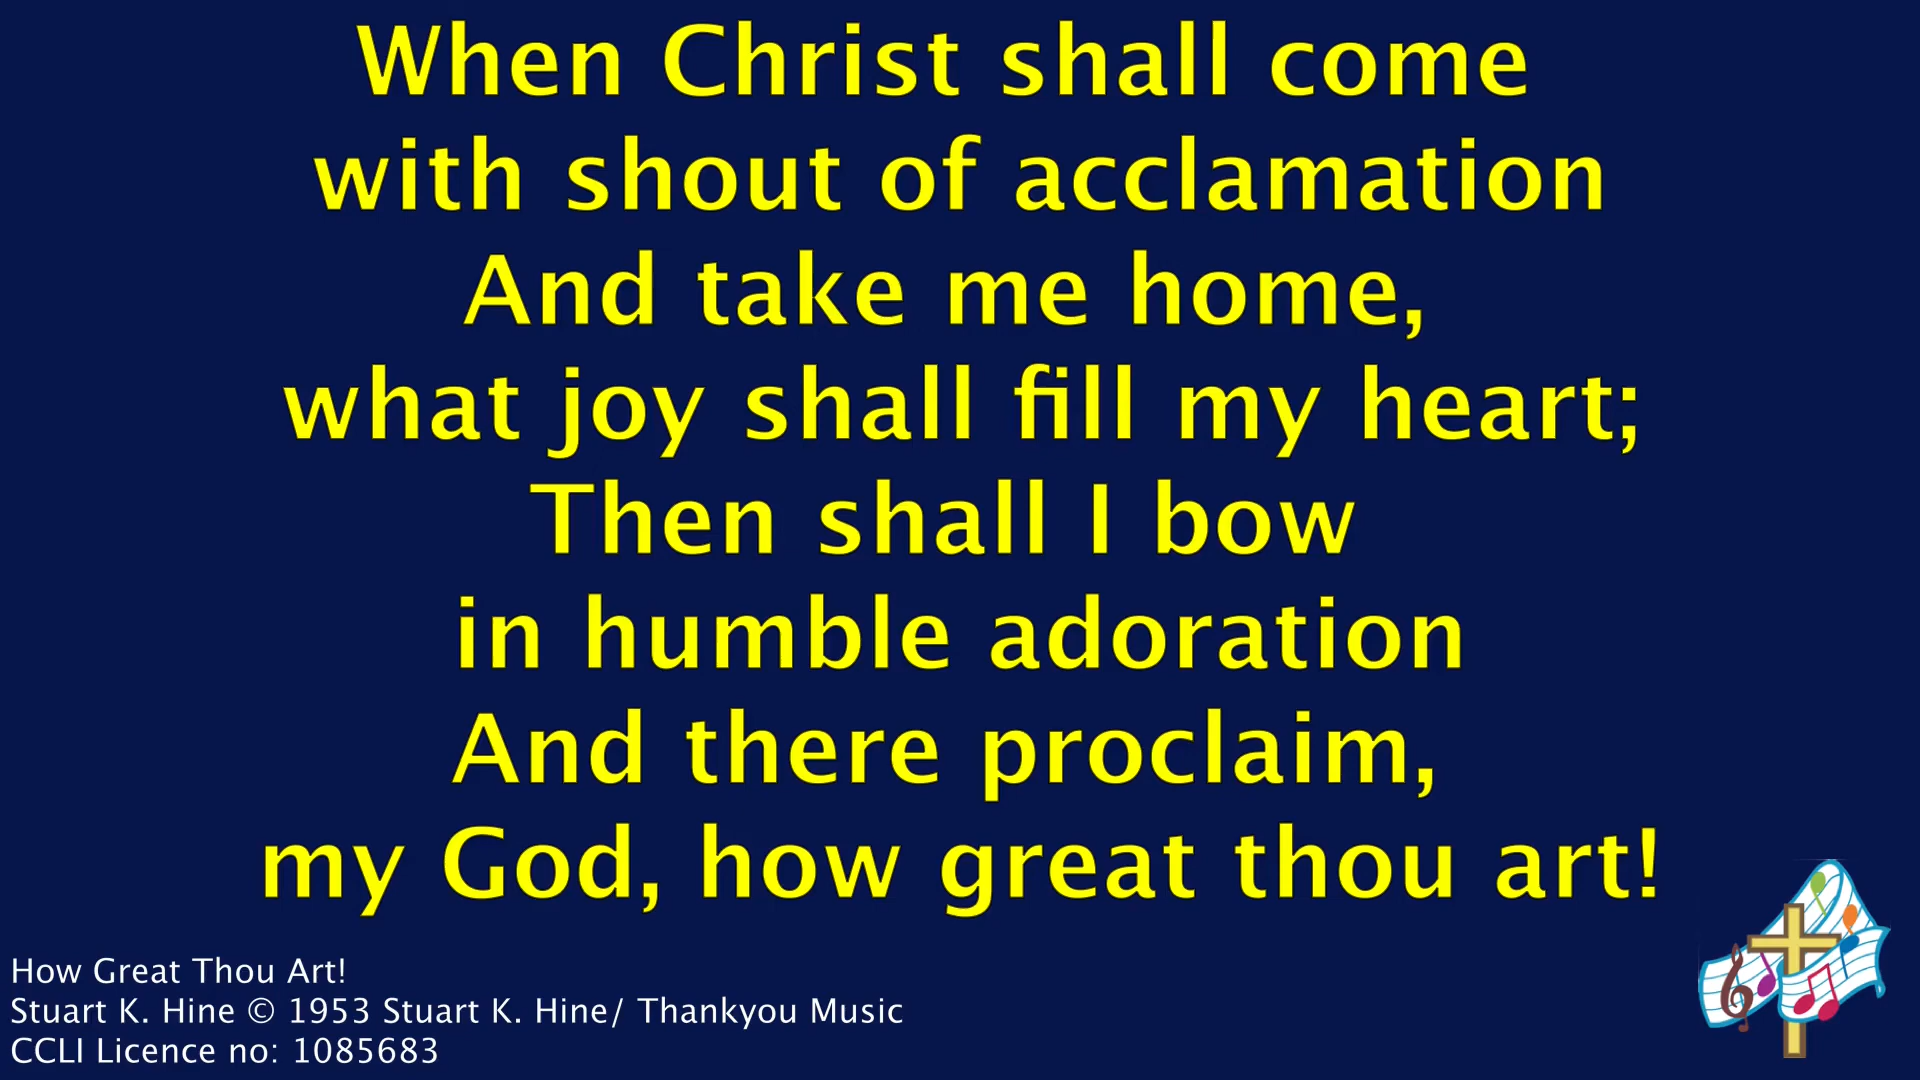 When Christ shall come
with shout of acclamation
And take me home,
what joy shall fill my heart;
Then shall I bow
in humble adoration
And there proclaim,
my God, how great thou art!
How Great Thou Art!
Stuart K. Hine © 1953 Stuart K. Hine/ Thankyou Music
CCLI Licence no: 1085683